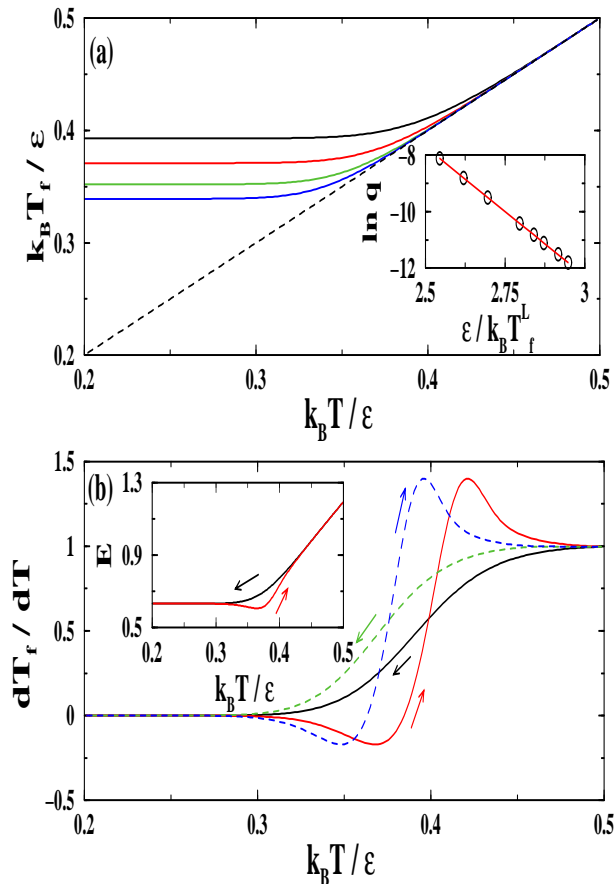 (a)
k_B T_f / ε
0.5
0.4
0.3
0.2
0.2 0.3 0.4 0.5
k_B T / ε
ln q
−8
−10
−12
2.5 2.75 3
ε / k_B T_f^L
(b)
dT_f / dT
1.5
1
0.5
0
−0.5
0.2 0.3 0.4 0.5
k_B T / ε
E
1.3
0.9
0.5
0.2 0.3 0.4 0.5
k_B T / ε